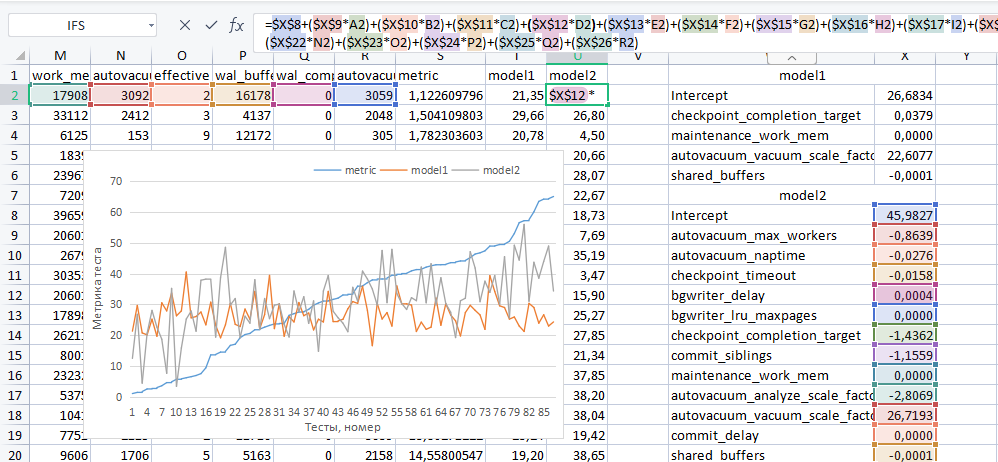 IFS
=$X$8+($X$9*A2)+($X$10*B2)+($X$11*C2)+($X$12*D2)+($X$13*E2)+($X$14*F2)+($X$15*G2)+($X$16*H2)+($X$17*I2)+($X$
($X$22*N2)+($X$23*O2)+($X$24*P2)+($X$25*Q2)+($X$26*R2)
M N O P Q R S T U V W X Y
1 work_me autovacuu effective wal_buffe wal_comp autovacuu metric model1 model2 model1
2 17908 3092 2 16178 0 3059 1,122609796 21,35 $X$12* Intercept 26,6834
3 33112 2412 3 4137 0 2048 1,504109803 29,66 26,80 checkpoint_completion_target 0,0379
4 6125 153 9 12172 0 305 1,782303603 20,78 4,50 maintenance_work_mem 0,0000
5 1839 20,66 autovacuum_vacuum_scale_facto 22,6077
6 23967 28,07 shared_buffers -0,0001
7 7209 22,67 model2
8 39659 18,73 Intercept 45,9827
9 20601 7,69 autovacuum_max_workers -0,8639
10 2679 35,19 autovacuum_naptime -0,0276
11 30353 3,47 checkpoint_timeout -0,0158
12 20601 15,90 bgwriter_delay 0,0004
13 17898 25,27 bgwriter_lru_maxpages 0,0000
14 26211 27,85 checkpoint_completion_target -1,4362
15 8001 21,34 commit_siblings -1,1559
16 23232 37,85 maintenance_work_mem 0,0000
17 5375 38,20 autovacuum_analyze_scale_facto -2,8069
18 1041 38,04 autovacuum_vacuum_scale_facto 26,7193
19 7751 19,42 commit_delay 0,0000
20 9606 1706 5 5163 0 2158 14,55800547 19,20 38,65 shared_buffers -0,0001
metric model1 model2
70
60
50
40
30
20
10
0
Метрика теста
1 4 7 10 13 16 19 22 25 28 31 34 37 40 43 46 49 52 55 58 61 64 67 70 73 76 79 82 85
Тесты, номер